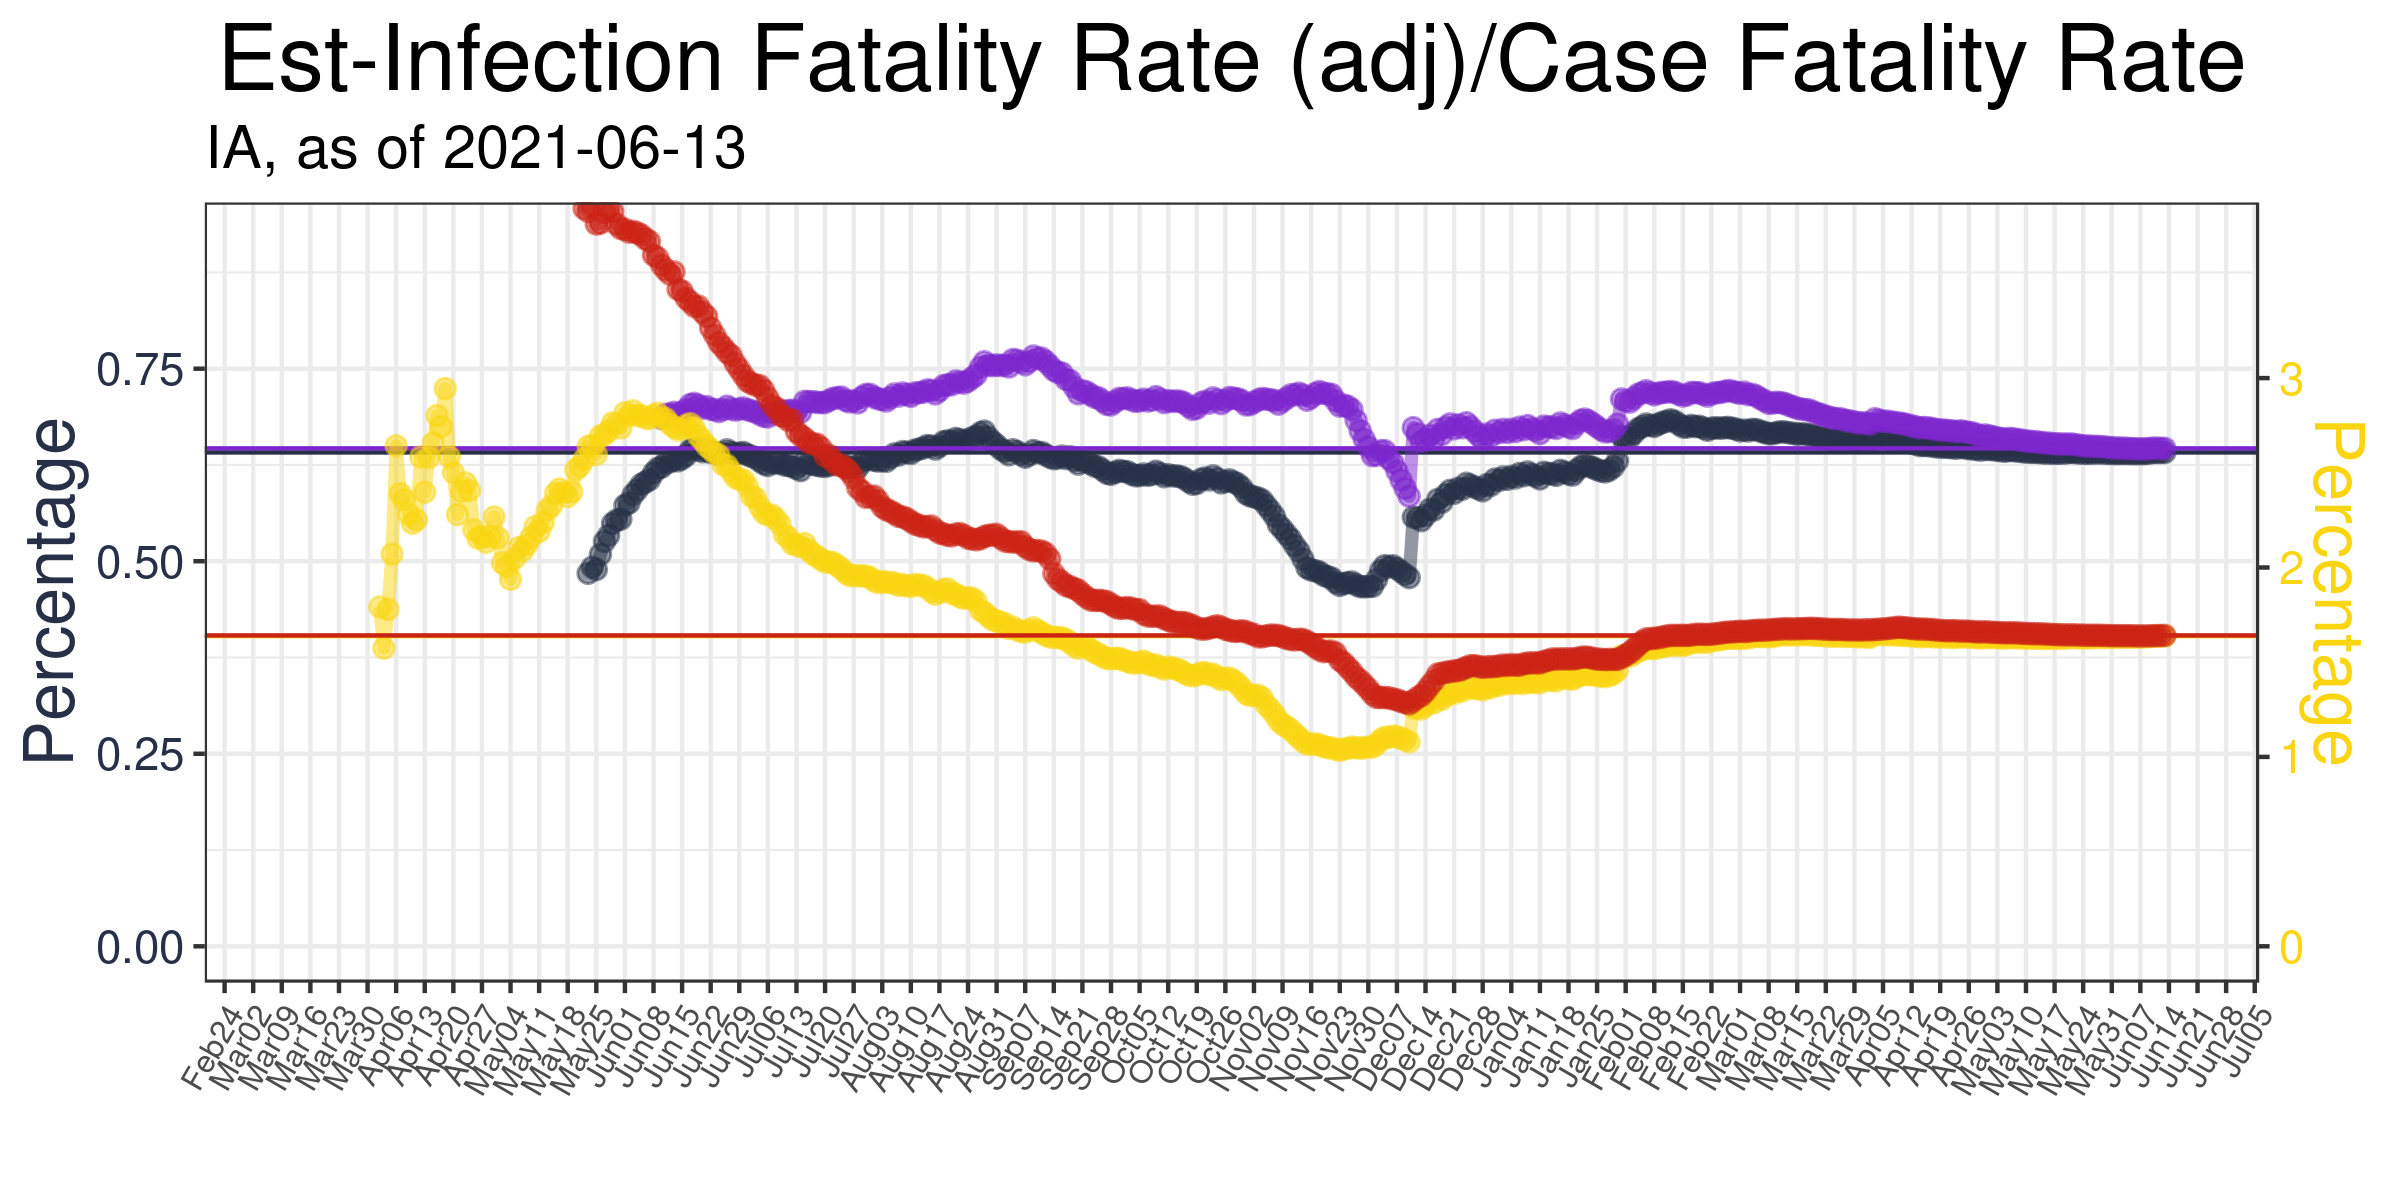 Est-Infection Fatality Rate (adj)/Case Fatality Rate
IA, as of 2021-06-13
Percentage
0.75
0.50
0.25
0.00
3
2
1
0
Percentage
Feb24
Mar02
Mar09
Mar16
Mar23
Mar30
Apr06
Apr13
Apr20
Apr27
May04
May11
May18
May25
Jun01
Jun08
Jun15
Jun22
Jun29
Jul06
Jul13
Jul20
Jul27
Aug03
Aug10
Aug17
Aug24
Aug31
Sep07
Sep14
Sep21
Sep28
Oct05
Oct12
Oct19
Oct26
Nov02
Nov09
Nov16
Nov23
Nov30
Dec07
Dec14
Dec21
Dec28
Jan04
Jan11
Jan18
Jan25
Feb01
Feb08
Feb15
Feb22
Mar01
Mar08
Mar15
Mar22
Mar29
Apr05
Apr12
Apr19
Apr26
May03
May10
May17
May24
May31
Jun07
Jun14
Jun21
Jun28
Jul05